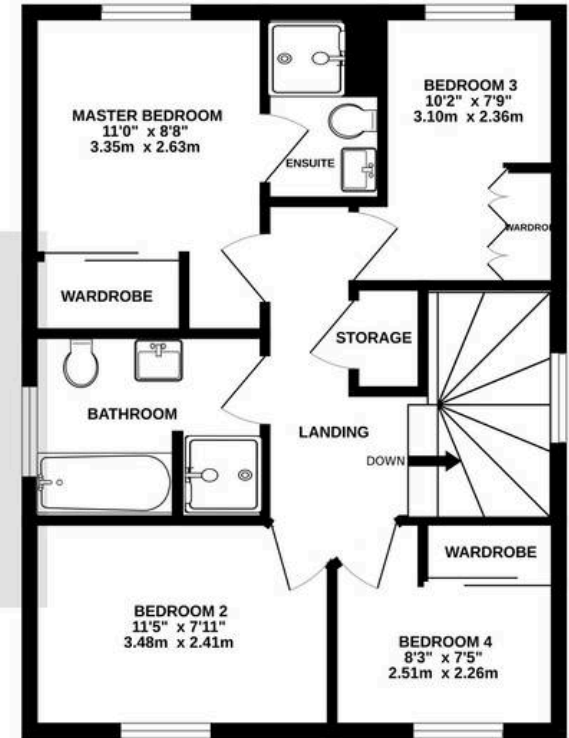 MASTER BEDROOM
11'0" x 8'8"
3.35m x 2.63m
ENSUITE
BEDROOM 3
10'2" x 7'9"
3.10m x 2.36m
WARDROBE
WARDROB
STORAGE
BATHROOM
LANDING
DOWN
WARDROBE
BEDROOM 2
11'5" x 7'11"
3.48m x 2.41m
BEDROOM 4
8'3" x 7'5"
2.51m x 2.26m